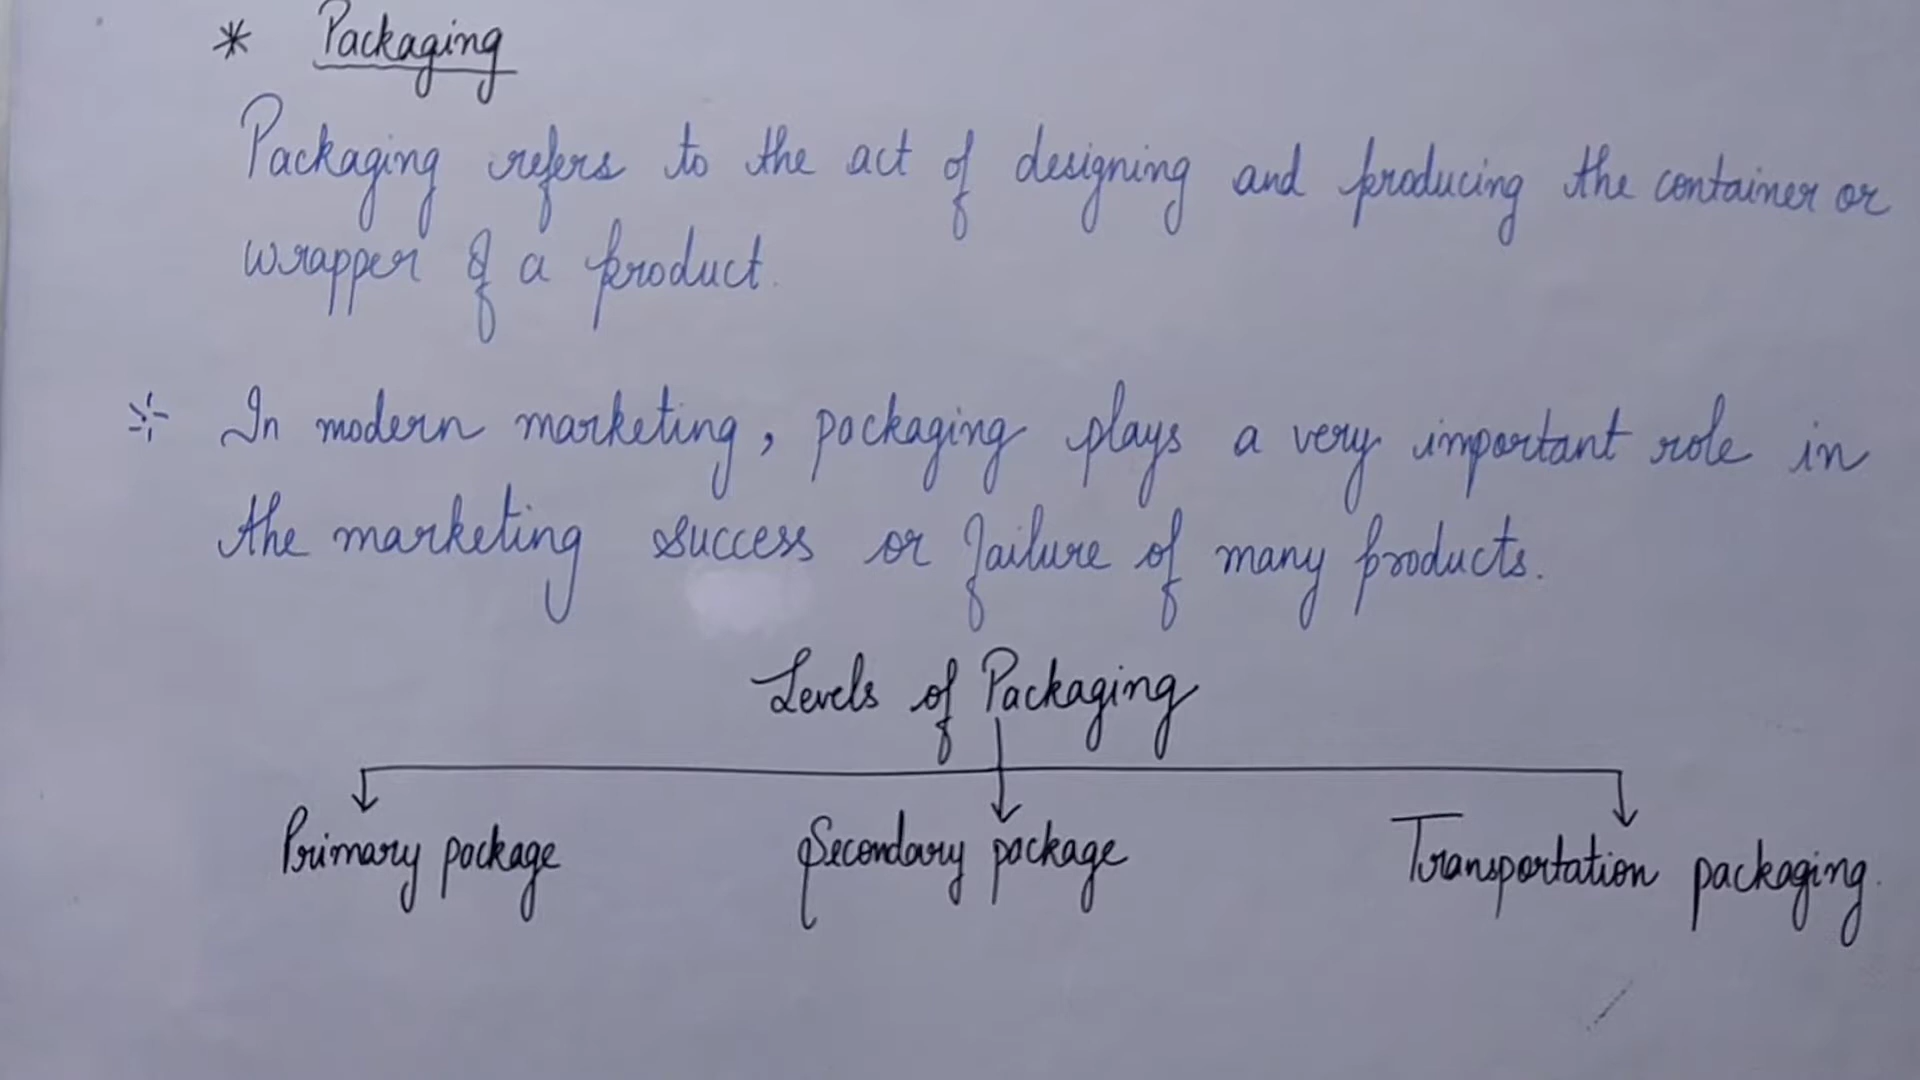 * Packaging
Packaging refers to the act of designing and producing the container or
wrapper of a product.
In modern marketing, packaging plays a very important role in
the marketing success or failure of many products.
Levels of Packaging
Primary package Secondary package Transportation packaging.